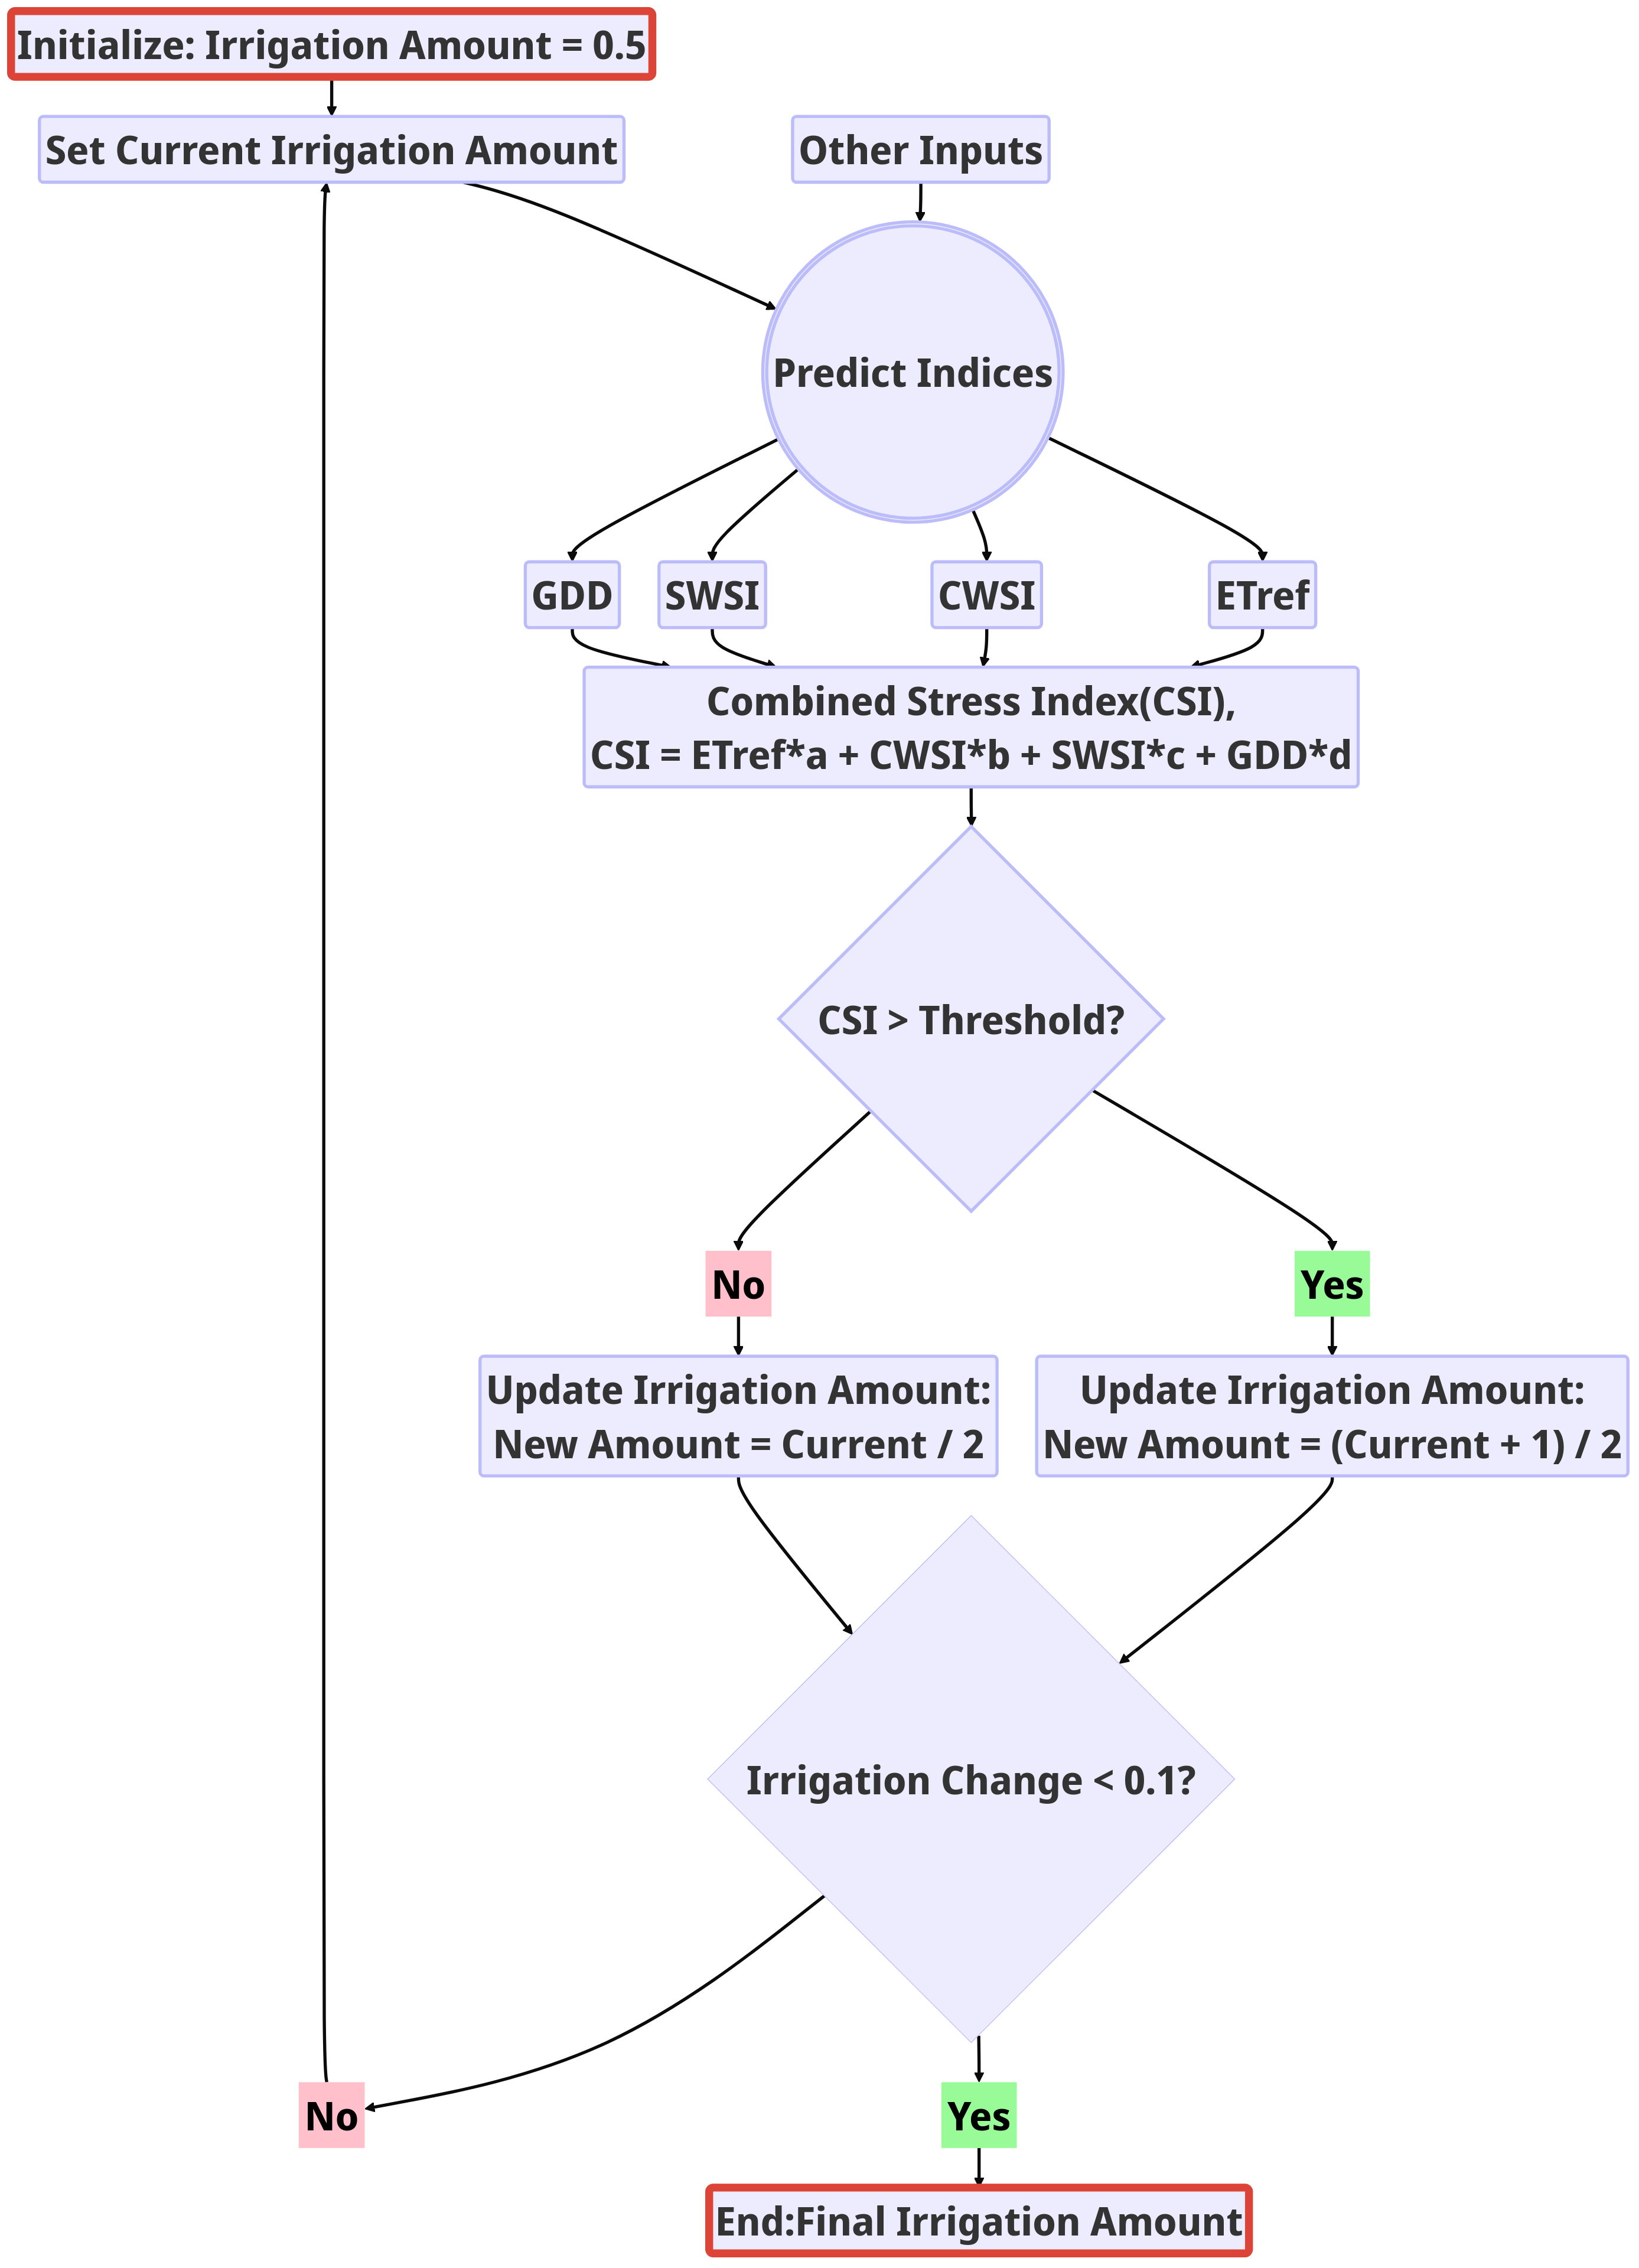 Initialize: Irrigation Amount = 0.5
Set Current Irrigation Amount
Other Inputs
Predict Indices
GDD
SWSI
CWSI
ETref
Combined Stress Index(CSI),
CSI = ETref*a + CWSI*b + SWSI*c + GDD*d
CSI > Threshold?
No
Yes
Update Irrigation Amount:
New Amount = Current / 2
Update Irrigation Amount:
New Amount = (Current + 1) / 2
Irrigation Change < 0.1?
No
Yes
End:Final Irrigation Amount